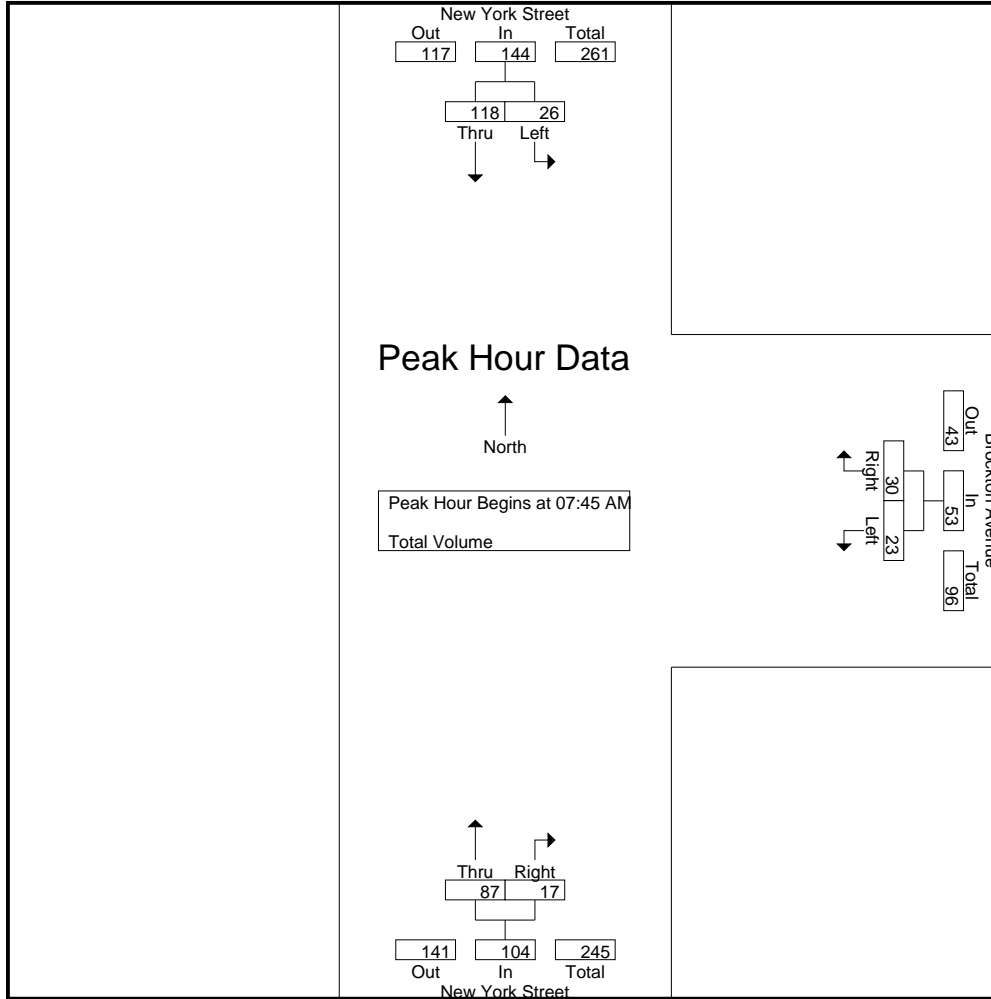 New York Street
Out In Total
117 144 261
118 26
Thru Left
Peak Hour Data
North
Peak Hour Begins at 07:45 AM
Total Volume
Out In Total
43 53 96
Right Left
30 23
Thru Right
87 17
141 104 245
Out In Total
New York Street